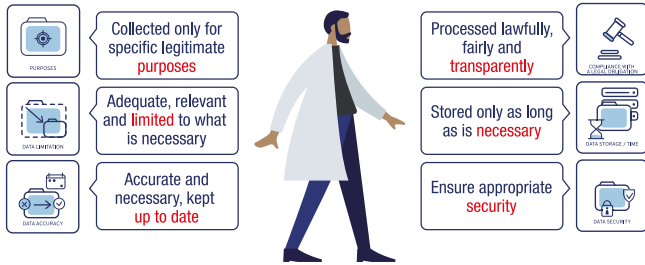 PURPOSES
Collected only for
specific legitimate
purposes
DATA LIMITATION
Adequate, relevant
and limited to what
is necessary
DATA ACCURACY
Accurate and
necessary, kept
up to date
Processed lawfully,
fairly and
transparently
COMPLIANCE WITH
A LEGAL OBLIGATION
Stored only as long
as is necessary
DATA STORAGE / TIME
Ensure appropriate
security
DATA SECURITY